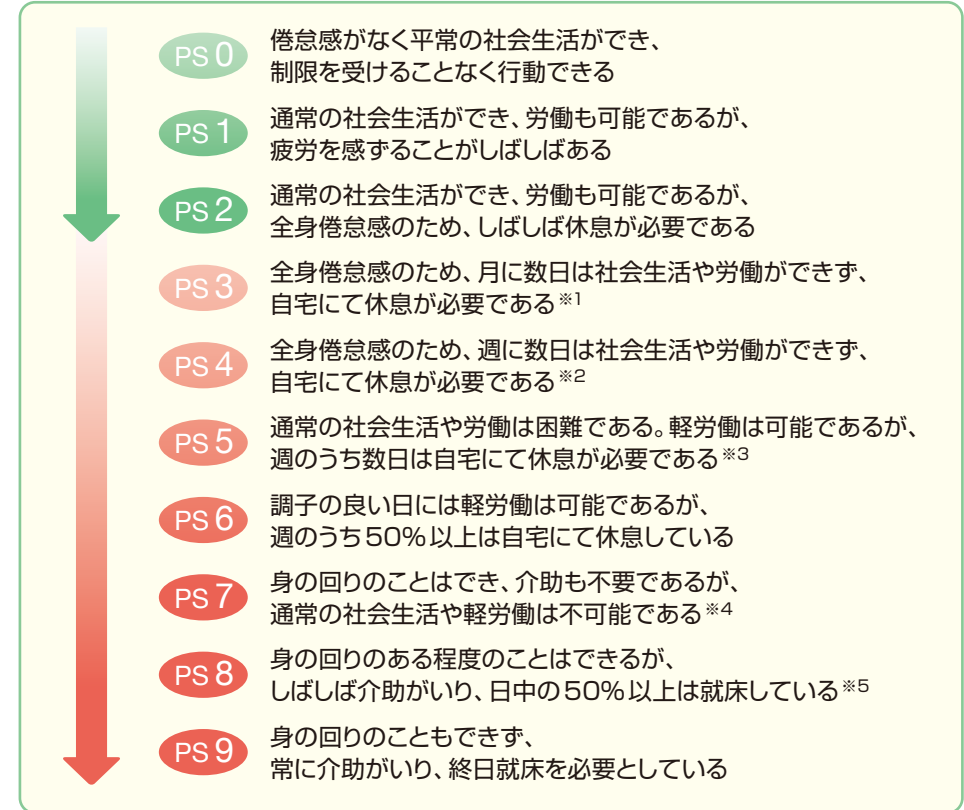 PS 0
倦怠感がなく平常の社会生活ができ、
制限を受けることなく行動できる
PS 1
通常の社会生活ができ、労働も可能であるが、
疲労を感ずることがしばしばある
PS 2
通常の社会生活ができ、労働も可能であるが、
全身倦怠感のため、しばしば休息が必要である
PS 3
全身倦怠感のため、月に数日は社会生活や労働ができず、
自宅にて休息が必要である※1
PS 4
全身倦怠感のため、週に数日は社会生活や労働ができず、
自宅にて休息が必要である※2
PS 5
通常の社会生活や労働は困難である。軽労働は可能であるが、
週のうち数日は自宅にて休息が必要である※3
PS 6
調子の良い日には軽労働は可能であるが、
週のうち50%以上は自宅にて休息している
PS 7
身の回りのことはでき、介助も不要であるが、
通常の社会生活や軽労働は不可能である※4
PS 8
身の回りのある程度のことはできるが、
しばしば介助がいり、日中の50%以上は就床している※5
PS 9
身の回りのこともできず、
常に介助がいり、終日就床を必要としている